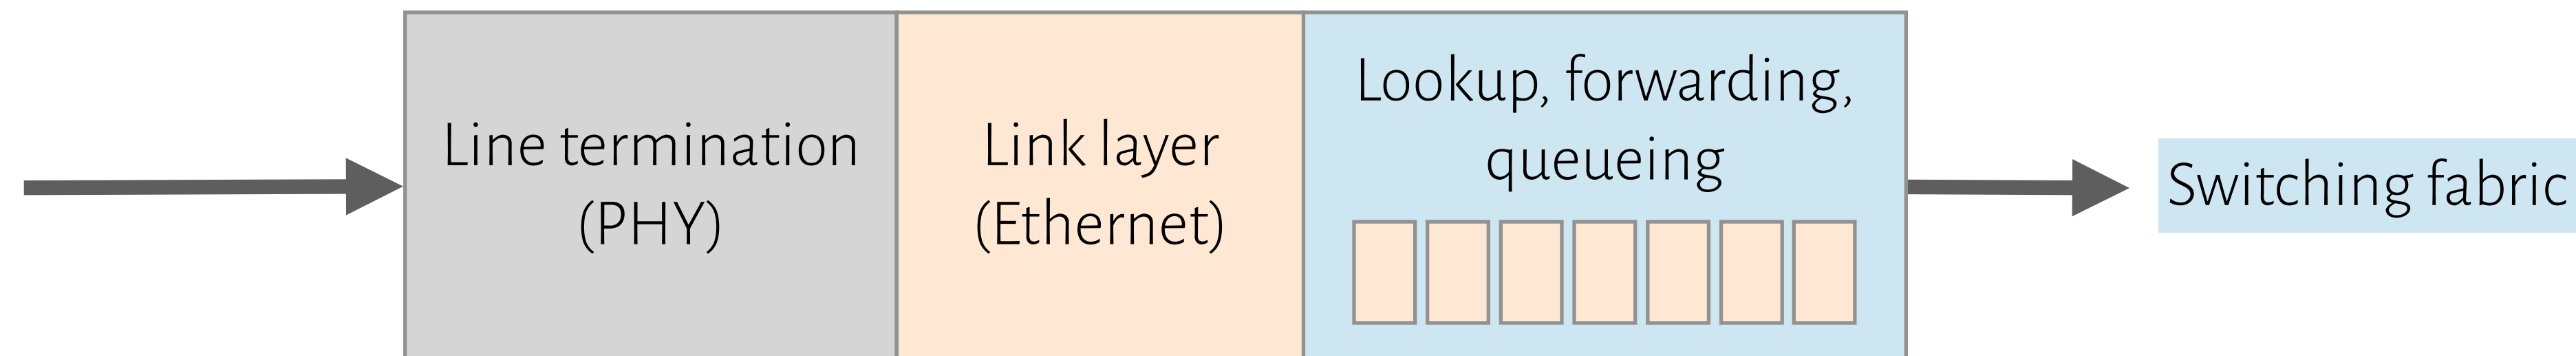 Line termination
(PHY)
Link layer
(Ethernet)
Lookup, forwarding,
queueing
Switching fabric